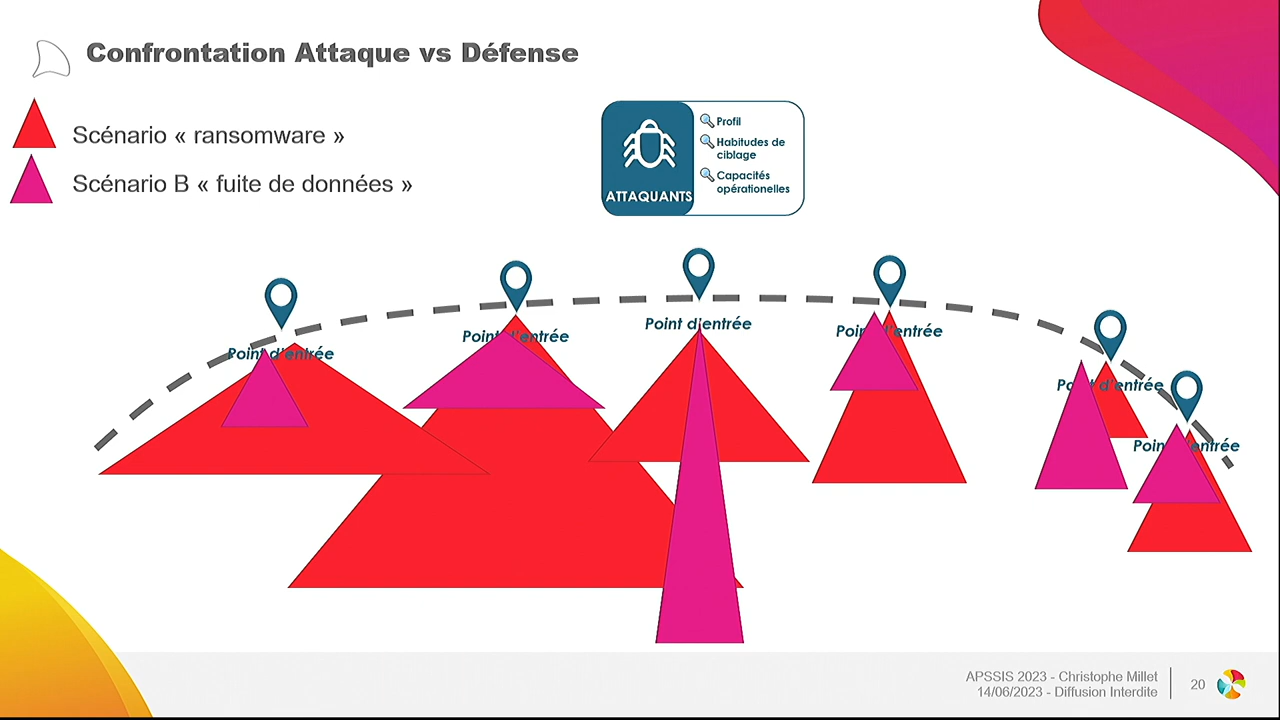 Confrontation Attaque vs Défense
Scénario « ransomware »
Scénario B « fuite de données »
ATTAQUANTS
Profil
Habitudes de
ciblage
Capacités
opérationelles
Point d'entrée
Point d'entrée
Point d'entrée
Point d'entrée
Point d'entrée
Point d'entrée
APSSIS 2023 - Christophe Millet
14/06/2023 - Diffusion Interdite
20